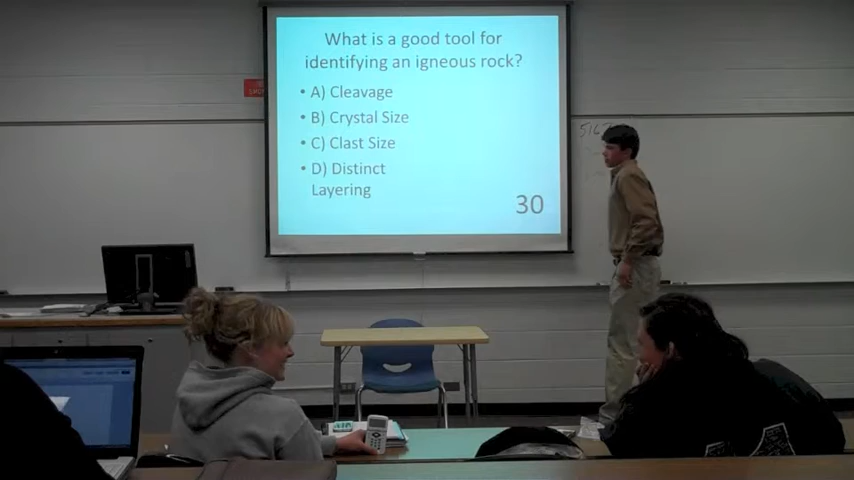 What is a good tool for
identifying an igneous rock?
• A) Cleavage
• B) Crystal Size
• C) Clast Size
• D) Distinct
Layering
30